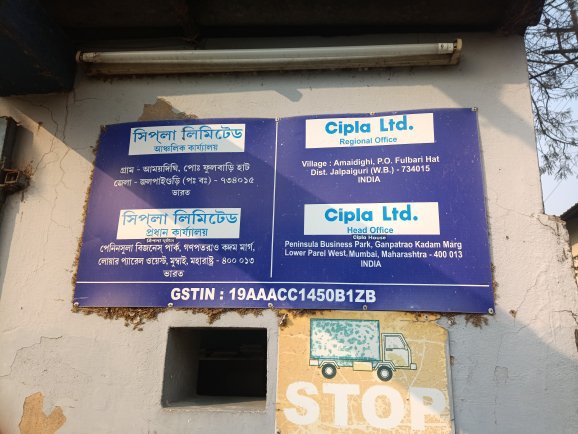 সিপলা লিমিটেড
আঞ্চলিক কার্য্যালয়
গ্রাম - আমায়দিঘি, পোঃ ফুলবাড়ি হাট
জেলা - জলপাইগুড়ি (পঃ বঃ) - ৭৩৪০১৫
ভারত
সিপলা লিমিটেড
প্রধান কার্য্যালয়
পেনিনসুলা বিজনেস্ পার্ক, গণপতরাও কদম মার্গ,
লোয়ার প্যারেল ওয়েস্ট, মুম্বাই, মহারাষ্ট্র - ৪০০ ০১৩
ভারত
Cipla Ltd.
Regional Office
Village : Amaidighi, P.O. Fulbari Hat
Dist. Jalpaiguri (W.B.) - 734015
INDIA
Cipla Ltd.
Head Office
Cipla House
Peninsula Business Park, Ganpatrao Kadam Marg
Lower Parel West, Mumbai, Maharashtra - 400 013
INDIA
GSTIN : 19AAACC1450B1ZB
STOP